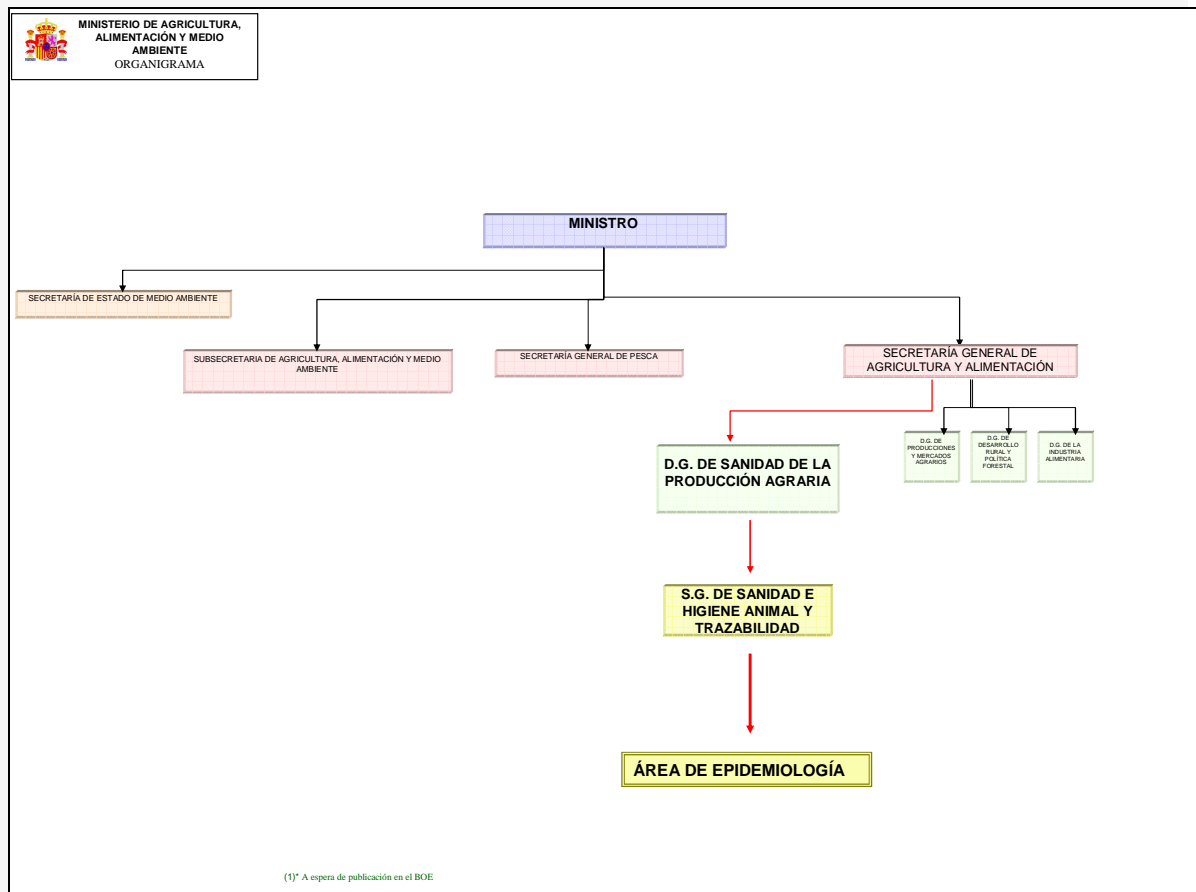 MINISTERIO DE AGRICULTURA,
ALIMENTACIÓN Y MEDIO
AMBIENTE
ORGANIGRAMA
MINISTRO
SECRETARÍA DE ESTADO DE MEDIO AMBIENTE
SUBSECRETARIA DE AGRICULTURA, ALIMENTACIÓN Y MEDIO
AMBIENTE
SECRETARÍA GENERAL DE PESCA
SECRETARÍA GENERAL DE
AGRICULTURA Y ALIMENTACIÓN
D.G. DE SANIDAD DE LA
PRODUCCIÓN AGRARIA
D.G. DE
PRODUCCIONES
Y MERCADOS
AGRARIOS
D.G. DE
DESARROLLO
RURAL Y
POLÍTICA
FORESTAL
D.G. DE LA
INDUSTRIA
ALIMENTARIA
S.G. DE SANIDAD E
HIGIENE ANIMAL Y
TRAZABILIDAD
ÁREA DE EPIDEMIOLOGÍA
(1)* A espera de publicación en el BOE